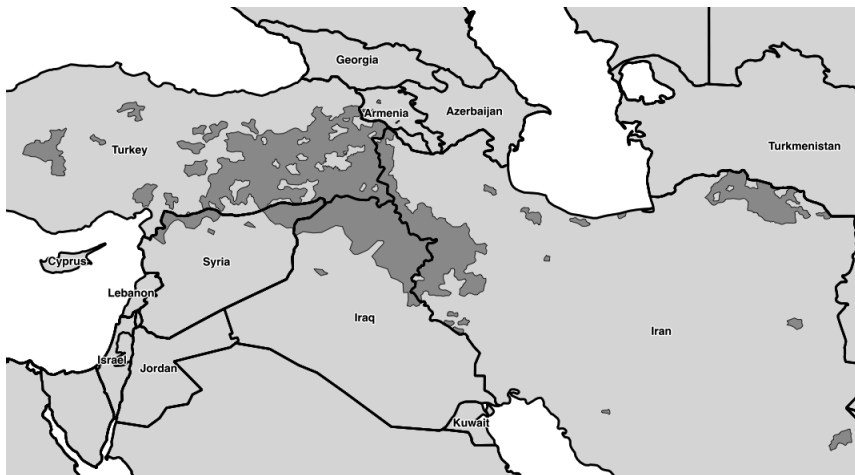 Georgia
Armenia
Azerbaijan
Turkey
Turkmenistan
Cyprus
Syria
Lebanon
Iraq
Iran
Israel
Jordan
Kuwait